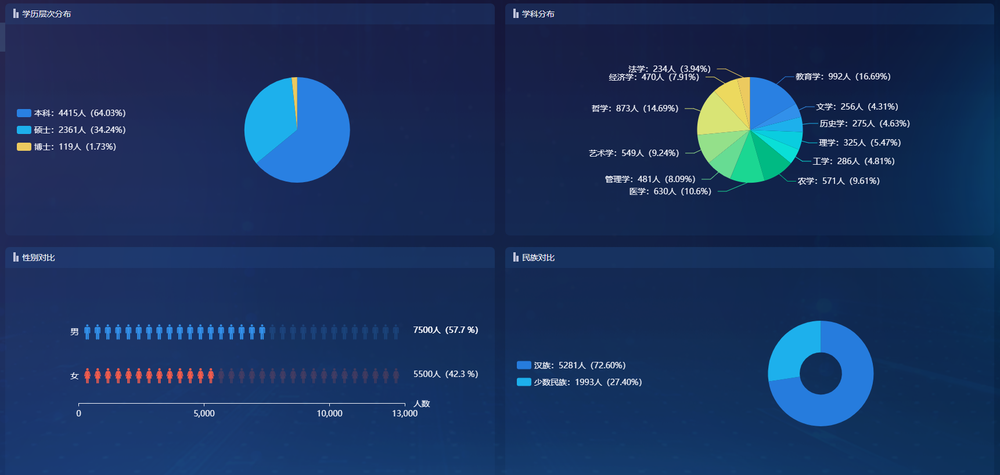 学历层次分布
本科：4415人（64.03%）
硕士：2361人（34.24%）
博士：119人（1.73%）
学科分布
法学：234人（3.94%）
经济学：470人（7.91%）
哲学：873人（14.69%）
艺术学：549人（9.24%）
管理学：481人（8.09%）
医学：630人（10.6%）
教育学：992人（16.69%）
文学：256人（4.31%）
历史学：275人（4.63%）
理学：325人（5.47%）
工学：286人（4.81%）
农学：571人（9.61%）
性别对比
男 7500人（57.7 %）
女 5500人（42.3 %）
人数
0 5,000 10,000 13,000
民族对比
汉族：5281人（72.60%）
少数民族：1993人（27.40%）